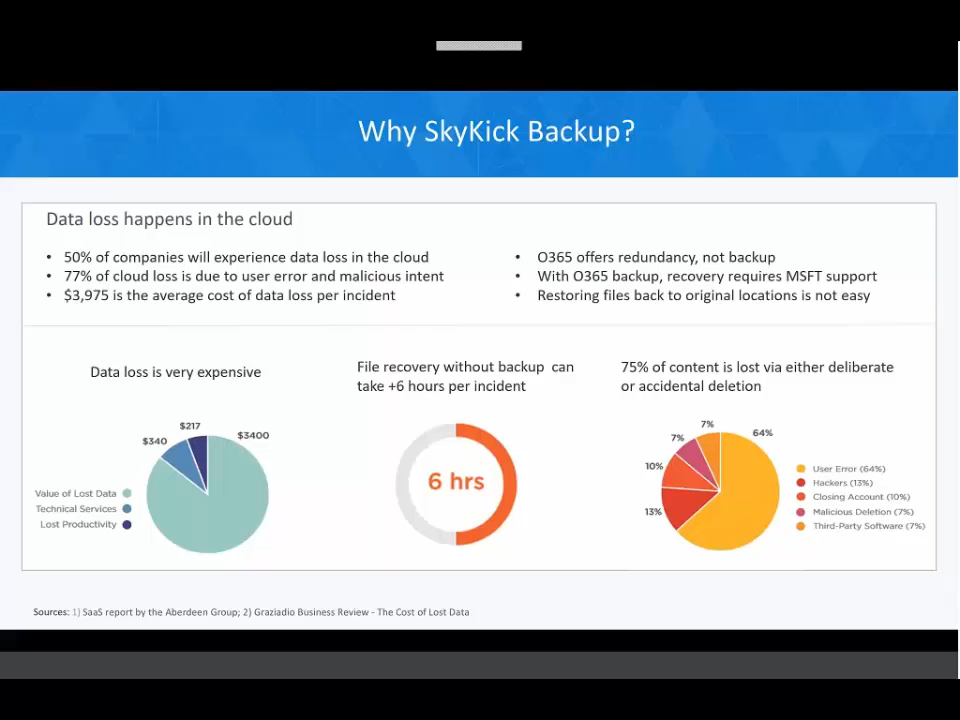 Why SkyKick Backup?
Data loss happens in the cloud
• 50% of companies will experience data loss in the cloud
• 77% of cloud loss is due to user error and malicious intent
• $3,975 is the average cost of data loss per incident
• O365 offers redundancy, not backup
• With O365 backup, recovery requires MSFT support
• Restoring files back to original locations is not easy
Data loss is very expensive
$217
$340
$3400
Value of Lost Data
Technical Services
Lost Productivity
File recovery without backup can
take +6 hours per incident
6 hrs
75% of content is lost via either deliberate
or accidental deletion
7%
64%
7%
10%
13%
User Error (64%)
Hackers (13%)
Closing Account (10%)
Malicious Deletion (7%)
Third-Party Software (7%)
Sources: 1) SaaS report by the Aberdeen Group; 2) Graziadio Business Review - The Cost of Lost Data